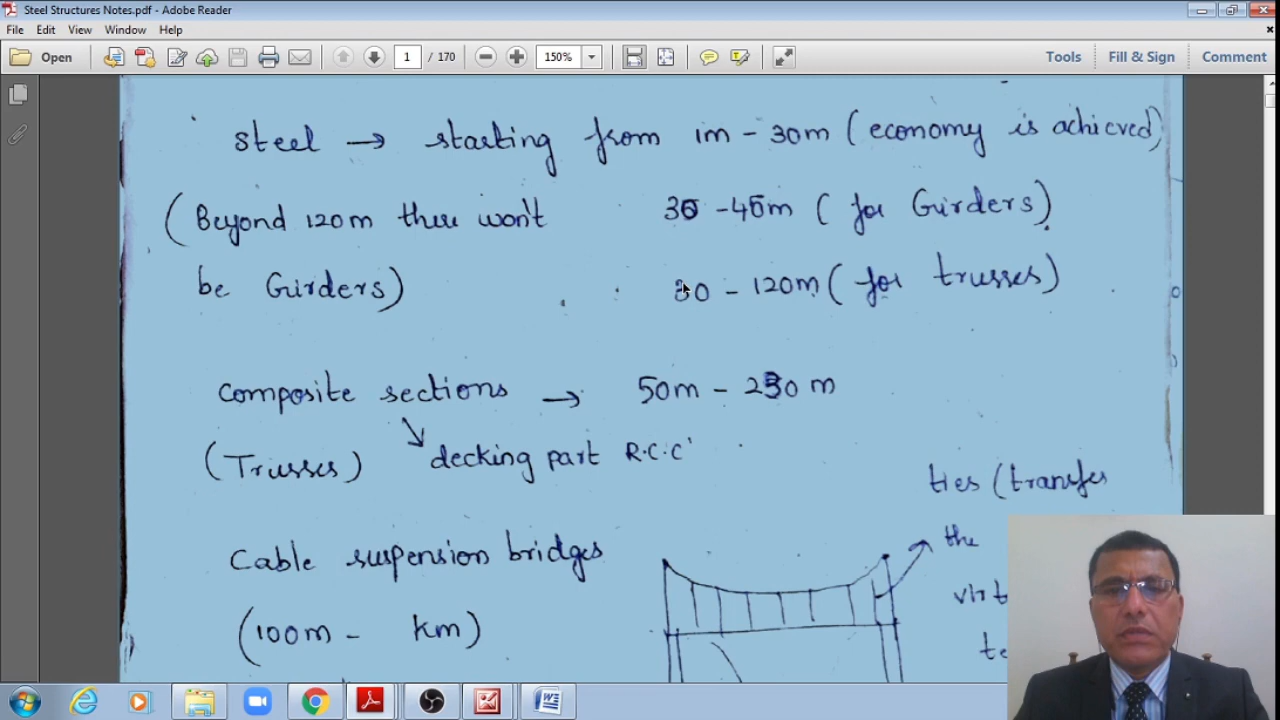 Steel Structures Notes.pdf - Adobe Reader
File Edit View Window Help
Open 1 / 170 150% Tools Fill & Sign Comment
Steel → starting from 1m - 30m (economy is achieved)
(Beyond 120m there won't 30 - 45m ( for Girders)
be Girders) 30 - 120m ( for trusses)
Composite sections → 50m - 250 m
(Trusses) decking part R.C.C
ties (transfer
Cable suspension bridges the
(100m - km)